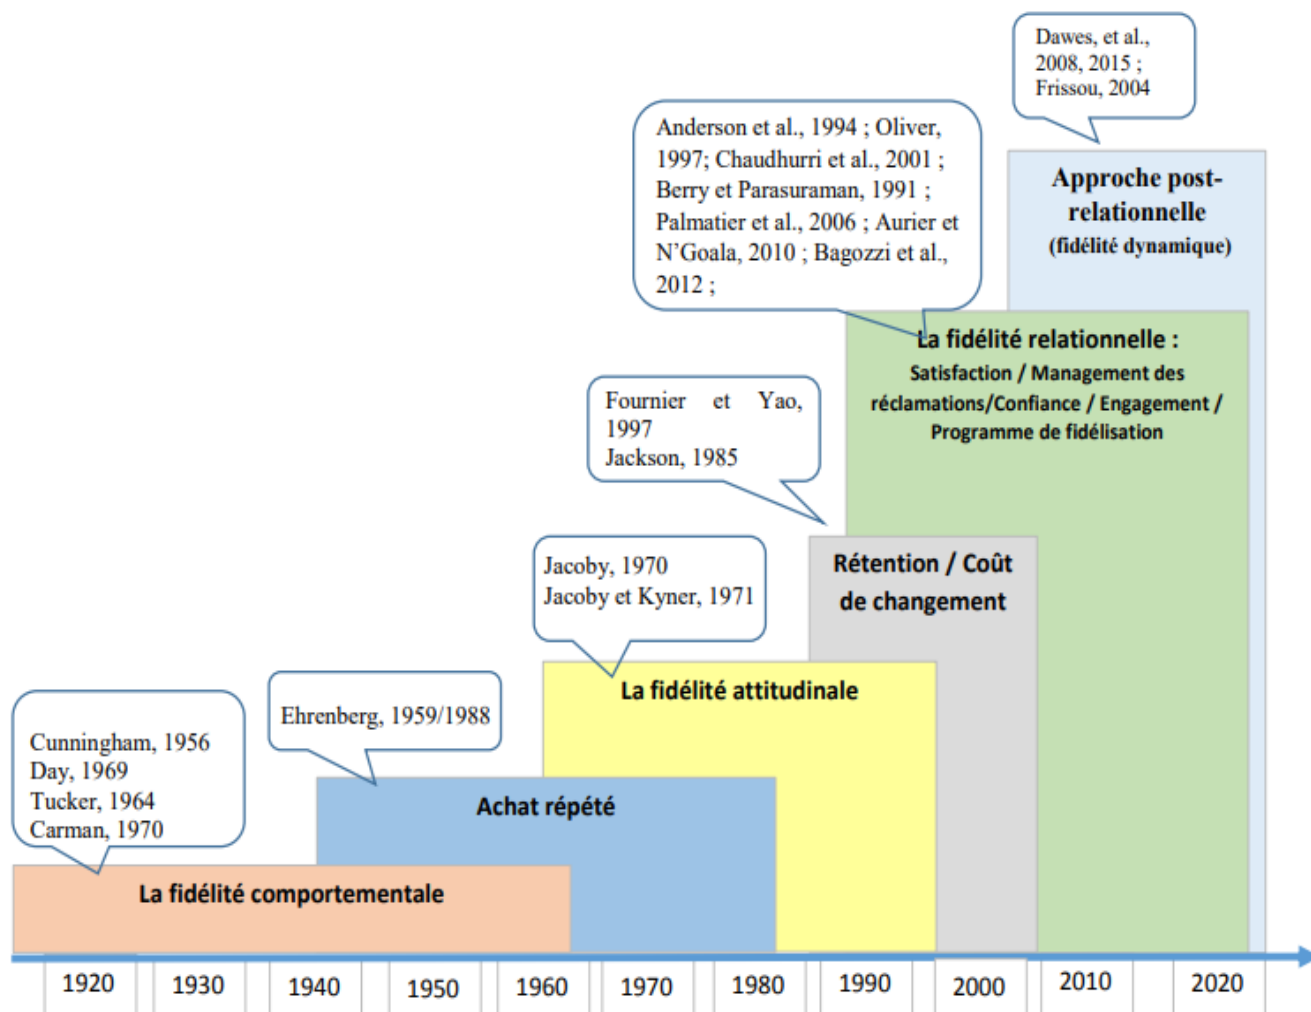 Dawes, et al.,
2008, 2015 ;
Frissou, 2004
Anderson et al., 1994 ; Oliver,
1997; Chaudhurri et al., 2001 ;
Berry et Parasuraman, 1991 ;
Palmatier et al., 2006 ; Aurier et
N’Goala, 2010 ; Bagozzi et al.,
2012 ;
Approche post-
relationnelle
(fidélité dynamique)
La fidélité relationnelle :
Satisfaction / Management des
réclamations/Confiance / Engagement /
Programme de fidélisation
Fournier et Yao,
1997
Jackson, 1985
Rétention / Coût
de changement
Jacoby, 1970
Jacoby et Kyner, 1971
La fidélité attitudinale
Ehrenberg, 1959/1988
Achat répété
Cunningham, 1956
Day, 1969
Tucker, 1964
Carman, 1970
La fidélité comportementale
1920 1930 1940 1950 1960 1970 1980 1990 2000 2010 2020